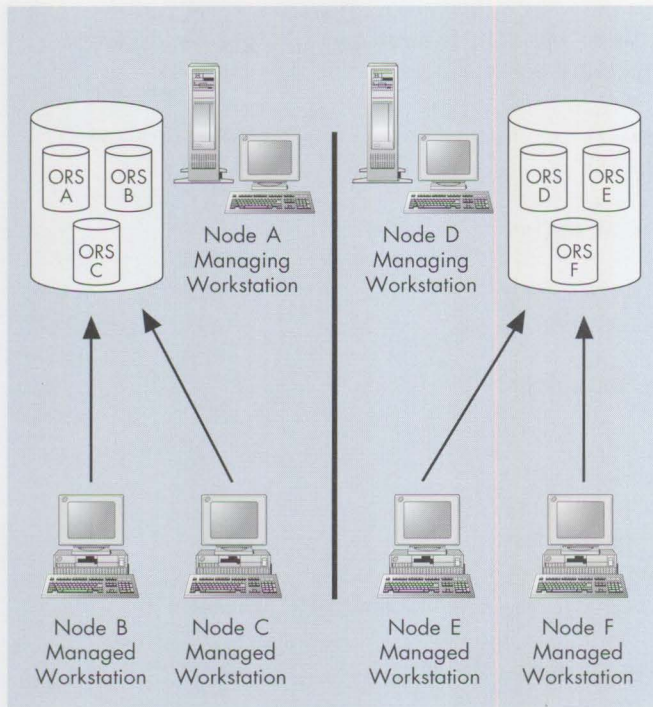 ORS
A
ORS
B
ORS
C
Node A
Managing
Workstation
Node D
Managing
Workstation
ORS
D
ORS
E
ORS
F
Node B
Managed
Workstation
Node C
Managed
Workstation
Node E
Managed
Workstation
Node F
Managed
Workstation